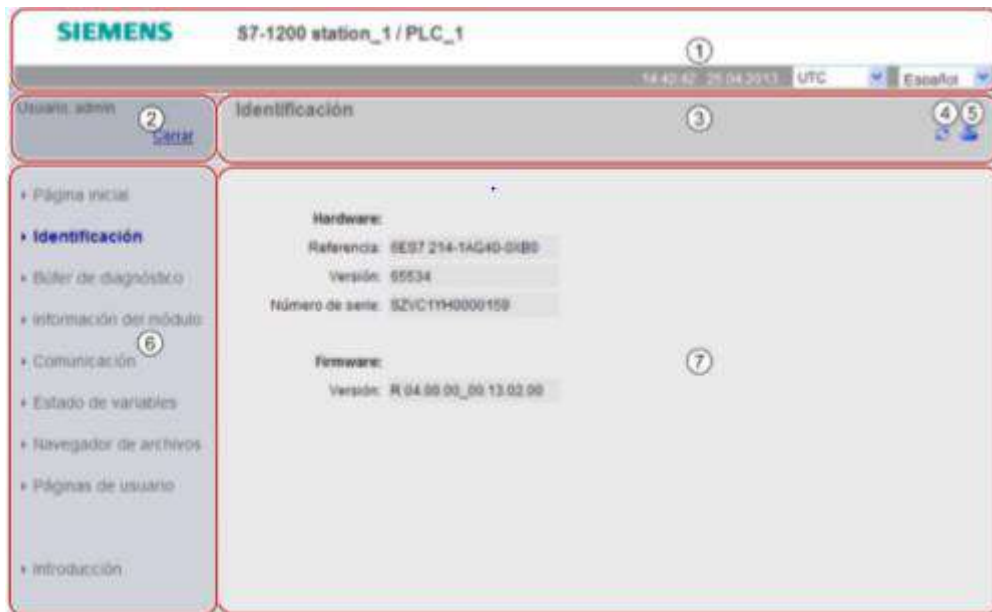 SIEMENS
S7-1200 station_1 / PLC_1
1
14:42:42 25.04.2013 UTC Español
Usuario: admin
2
Cerrar
Identificación
3
4
5
Página inicial
Identificación
Búfer de diagnóstico
Información del módulo
6
Comunicación
Estado de variables
Navegador de archivos
Páginas de usuario
Introducción
Hardware:
Referencia: 6ES7 214-1AG40-0XB0
Versión: 65534
Número de serie: SZVC1YH0000159
7
Firmware:
Versión: R 04.00.00_00.13.02.00